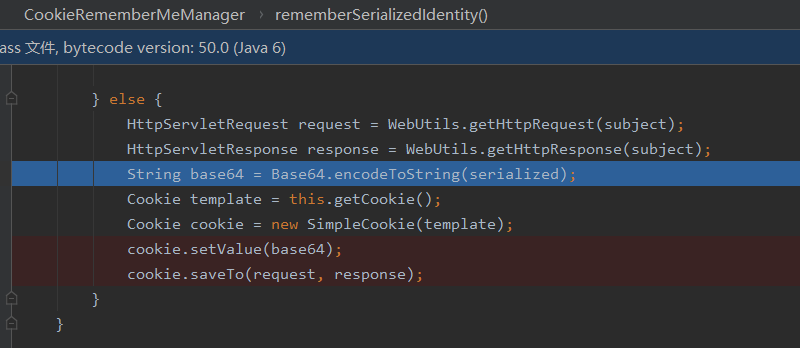 CookieRememberMeManager › rememberSerializedIdentity()
ass 文件, bytecode version: 50.0 (Java 6)
} else {
HttpServletRequest request = WebUtils.getHttpRequest(subject);
HttpServletResponse response = WebUtils.getHttpResponse(subject);
String base64 = Base64.encodeToString(serialized);
Cookie template = this.getCookie();
Cookie cookie = new SimpleCookie(template);
cookie.setValue(base64);
cookie.saveTo(request, response);
}
}